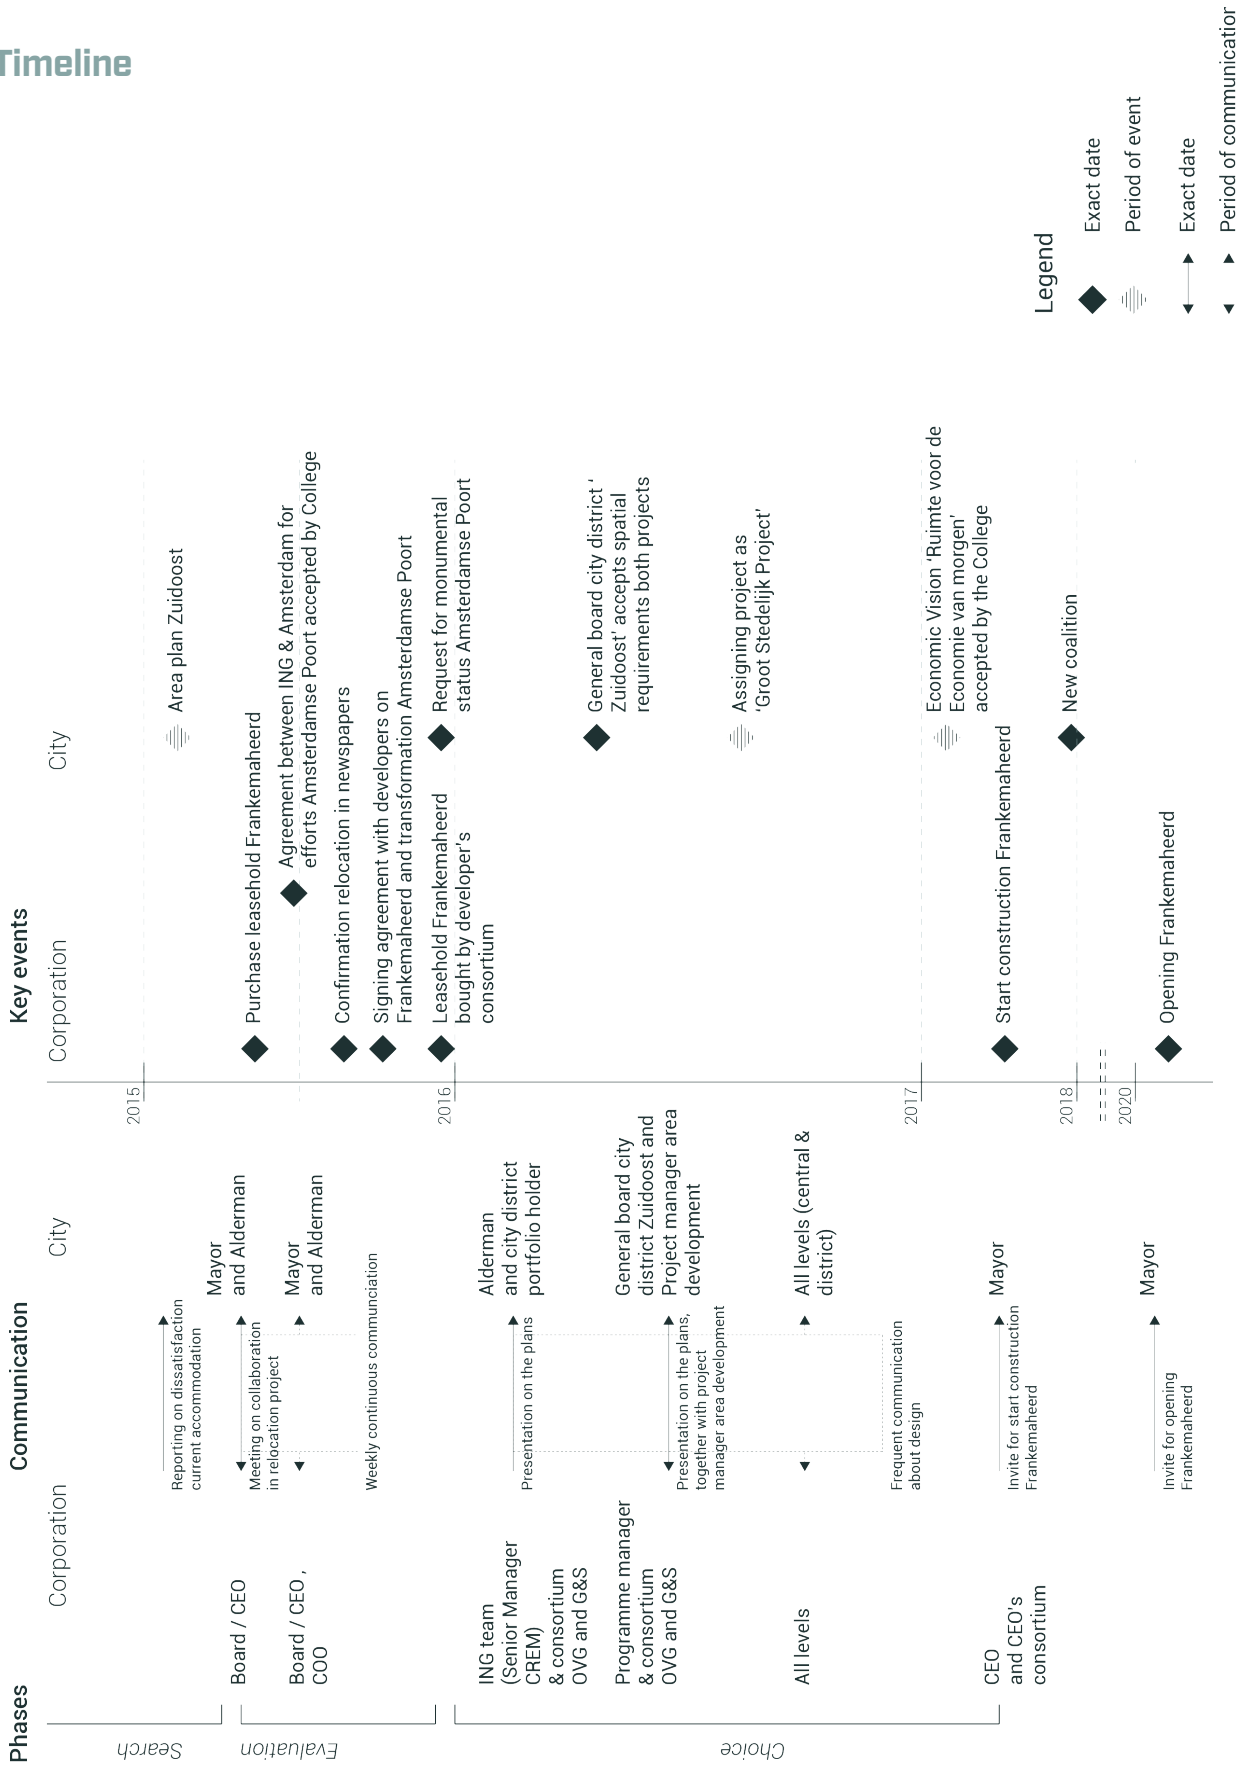 Timeline
Phases
Search
Evaluation
Choice
Communication
Corporation
City
Reporting on dissatisfaction
current accommodation
Board / CEO
Meeting on collaboration
in relocation project
Mayor
and Alderman
Board / CEO ,
COO
Mayor
and Alderman
Weekly continuous communciation
ING team
(Senior Manager
CREM)
& consortium
OVG and G&S
Presentation on the plans
Alderman
and city district
portfolio holder
Programme manager
& consortium
OVG and G&S
Presentation on the plans,
together with project
manager area development
General board city
district Zuidoost and
Project manager area
development
All levels
All levels (central &
district)
Frequent communication
about design
CEO
and CEO's
consortium
Invite for start construction
Frankemaheerd
Mayor
Invite for opening
Frankemaheerd
Mayor
2015
2016
2017
2018
2020
Key events
Corporation
City
Area plan Zuidoost
Purchase leasehold Frankemaheerd
Agreement between ING & Amsterdam for
efforts Amsterdamse Poort accepted by College
Confirmation relocation in newspapers
Signing agreement with developers on
Frankemaheerd and transformation Amsterdamse Poort
Leasehold Frankemaheerd
bought by developer's
consortium
Request for monumental
status Amsterdamse Poort
General board city district '
Zuidoost' accepts spatial
requirements both projects
Assigning project as
'Groot Stedelijk Project'
Economic Vision 'Ruimte voor de
Economie van morgen'
accepted by the College
Start construction Frankemaheerd
New coalition
Opening Frankemaheerd
Legend
Exact date
Period of event
Exact date
Period of communication